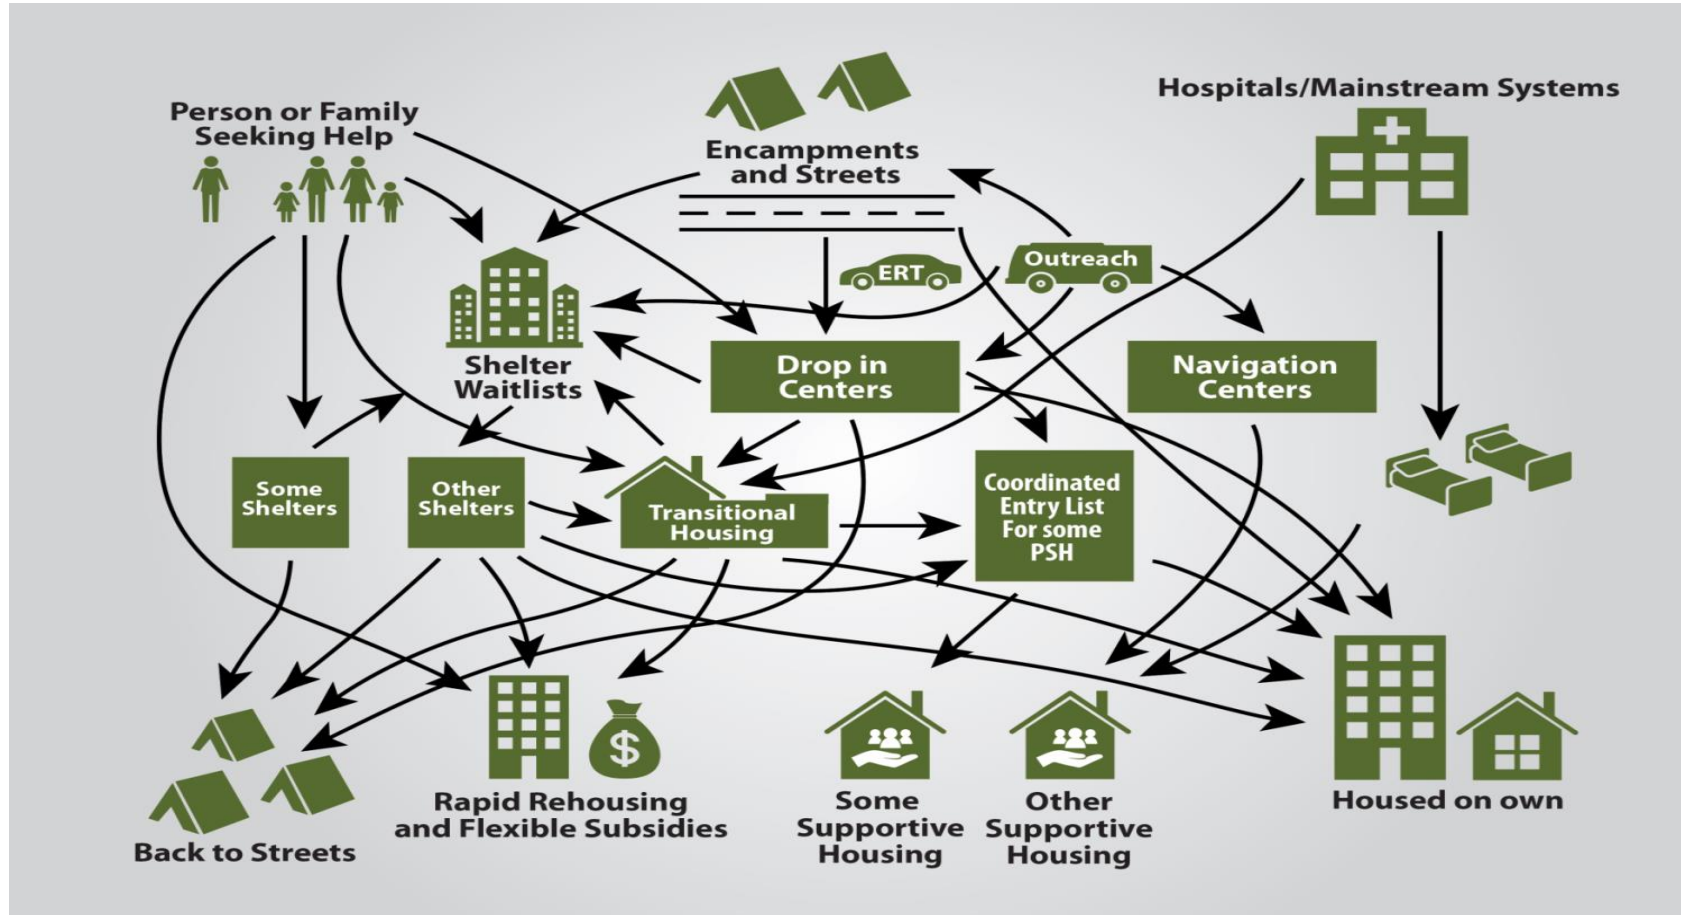 Person or Family
Seeking Help
Encampments
and Streets
Hospitals/Mainstream Systems
ERT
Outreach
Shelter
Waitlists
Drop in
Centers
Navigation
Centers
Some
Shelters
Other
Shelters
Transitional
Housing
Coordinated
Entry List
For some
PSH
Back to Streets
$
Rapid Rehousing
and Flexible Subsidies
Some
Supportive
Housing
Other
Supportive
Housing
Housed on own